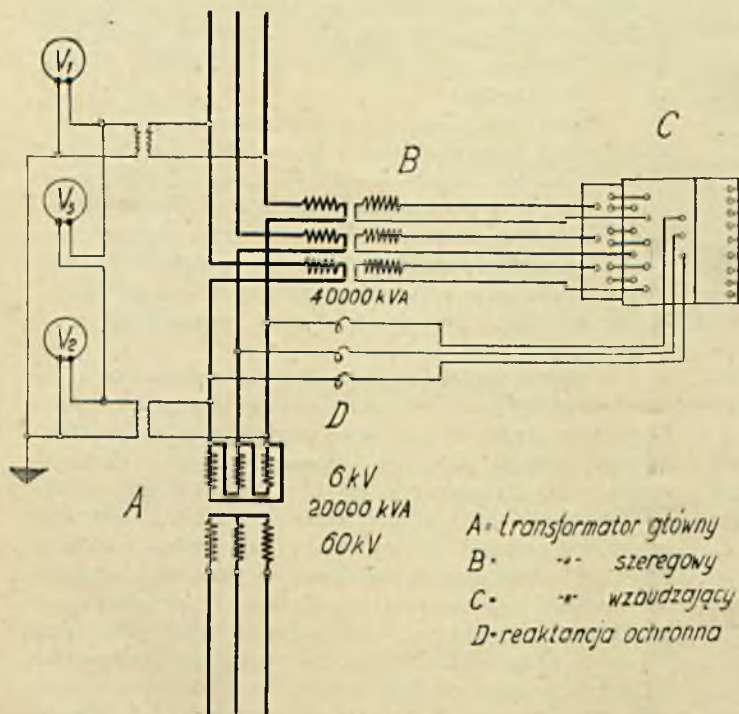 V₁
V₃
V₂
B
C
40000 kVA
D
A
6kV
20000 kVA
60kV
A= transformator główny
B- -"- szeregowy
C- -"- wzbudzający
D-reaktancja ochronna